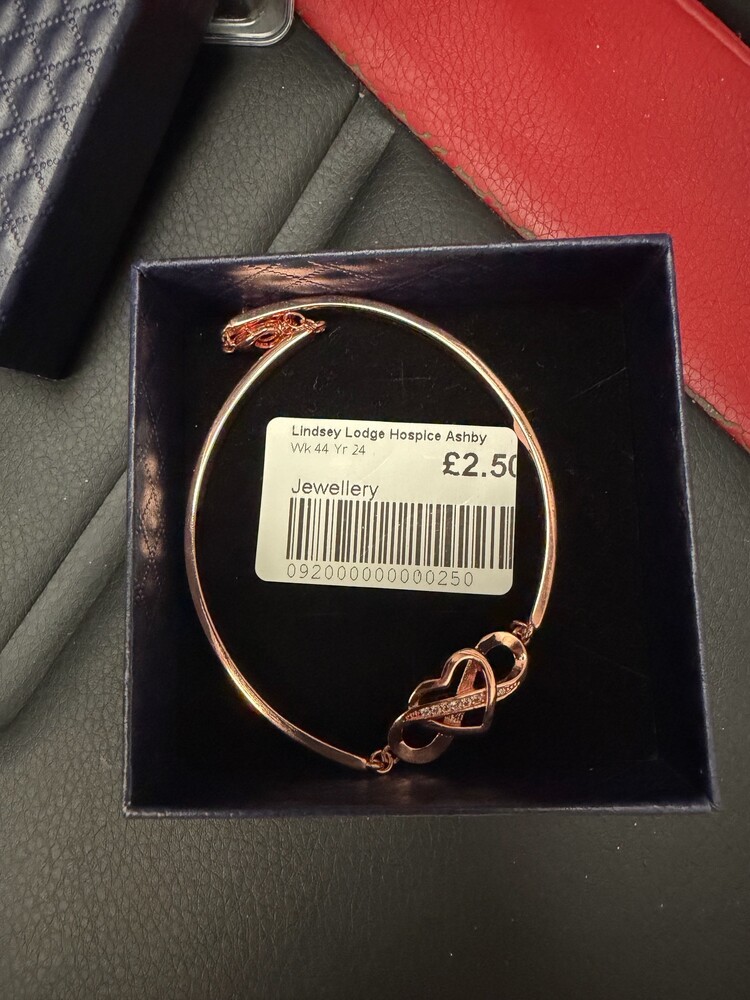 Lindsey Lodge Hospice Ashby
Wk 44 Yr 24
£2.50
Jewellery
092000000000250